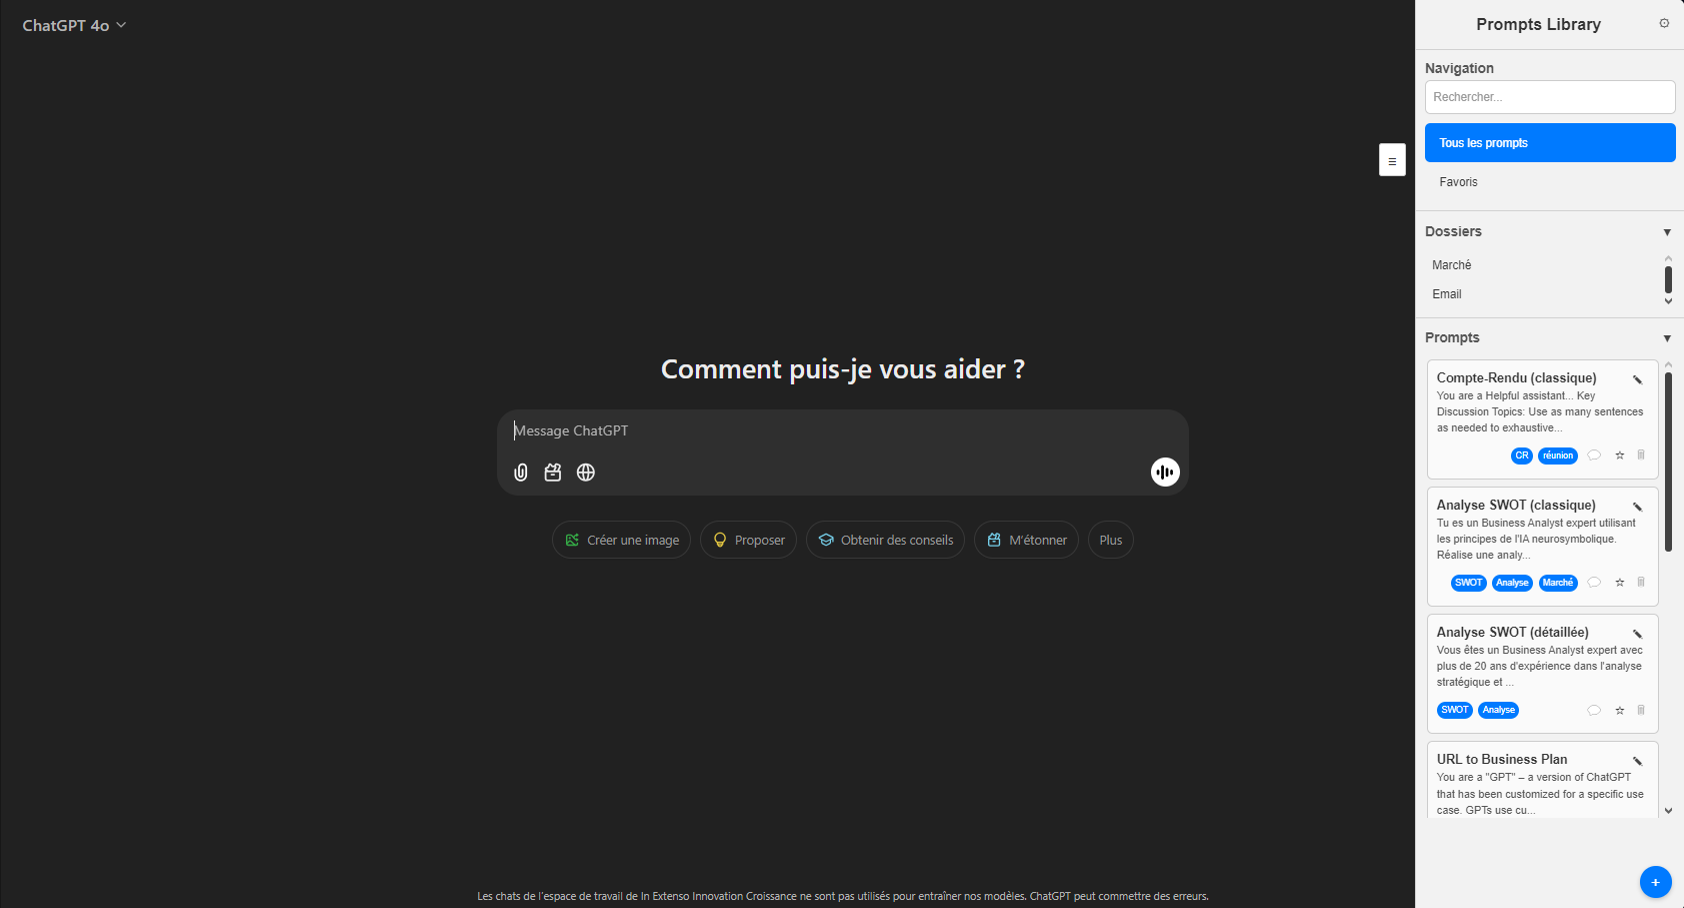 ChatGPT 4o
Comment puis-je vous aider ?
Message ChatGPT
Créer une image
Proposer
Obtenir des conseils
M'étonner
Plus
Les chats de l'espace de travail de In Extenso Innovation Croissance ne sont pas utilisés pour entraîner nos modèles. ChatGPT peut commettre des erreurs.
Prompts Library
Navigation
Rechercher...
Tous les prompts
Favoris
Dossiers
Marché
Email
Prompts
Compte-Rendu (classique)
You are a Helpful assistant... Key
Discussion Topics: Use as many sentences
as needed to exhaustive...
CR réunion
Analyse SWOT (classique)
Tu es un Business Analyst expert utilisant
les principes de l'IA neurosymbolique.
Réalise une analy...
SWOT Analyse Marché
Analyse SWOT (détaillée)
Vous êtes un Business Analyst expert avec
plus de 20 ans d'expérience dans l'analyse
stratégique et ...
SWOT Analyse
URL to Business Plan
You are a "GPT" – a version of ChatGPT
that has been customized for a specific use
case. GPTs use cu...
+